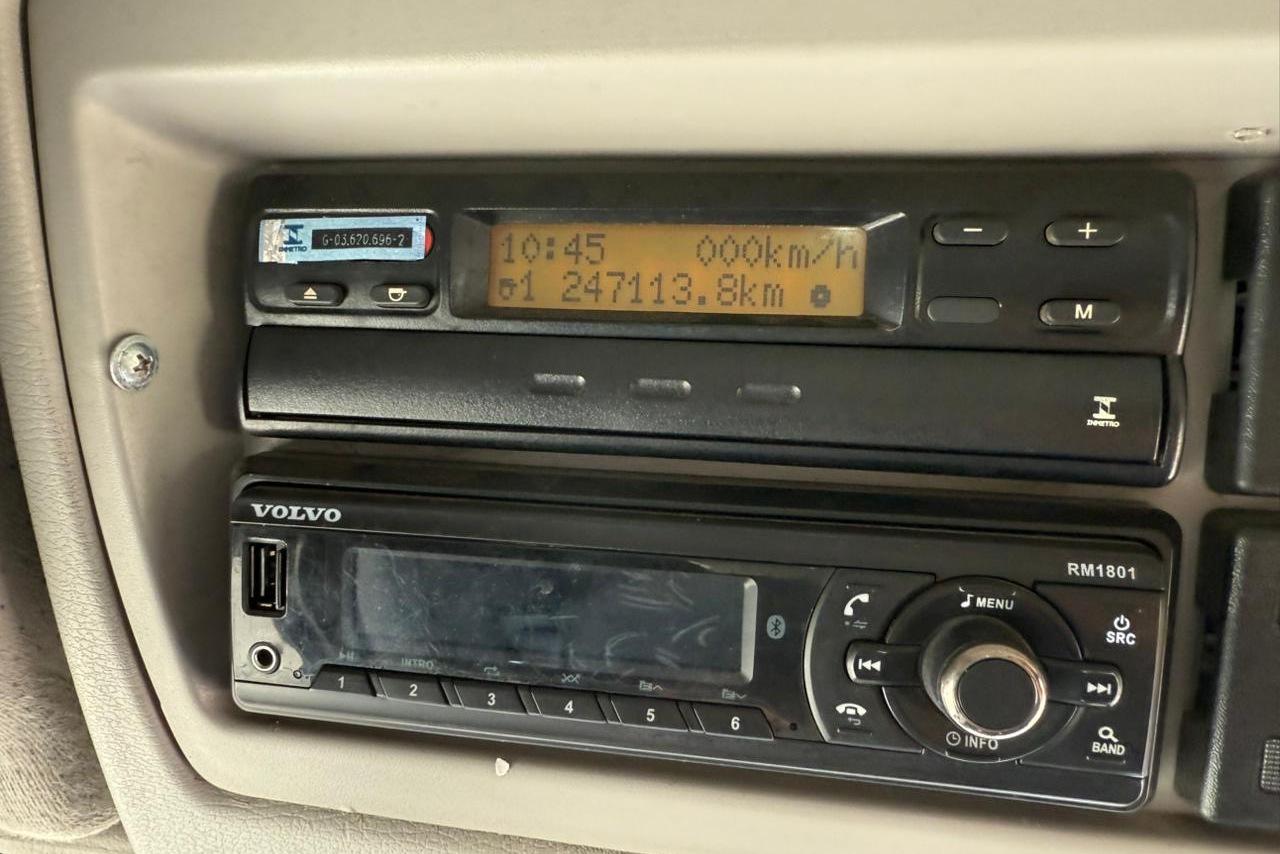 INMETRO G-03.620.696-2
10:45 000km/h
1 247113.8km
− +
M
INMETRO
VOLVO
RM1801
MENU
SRC
INTRO
1 2 3 4 5 6
INFO
BAND